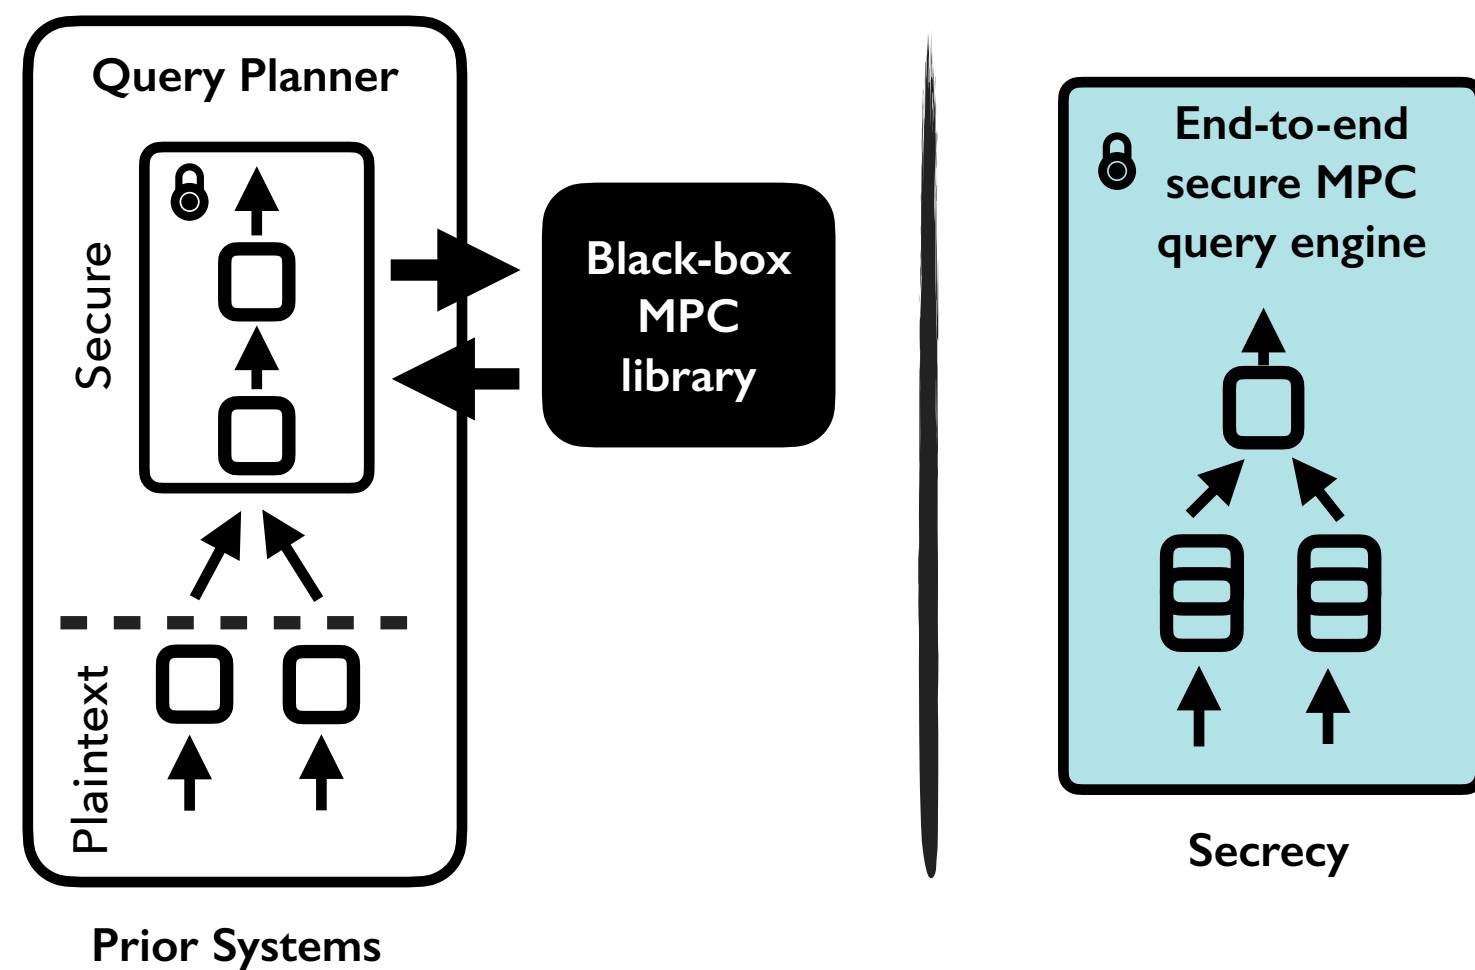 Query Planner
Secure
Plaintext
Black-box
MPC
library
Prior Systems
End-to-end
secure MPC
query engine
Secrecy